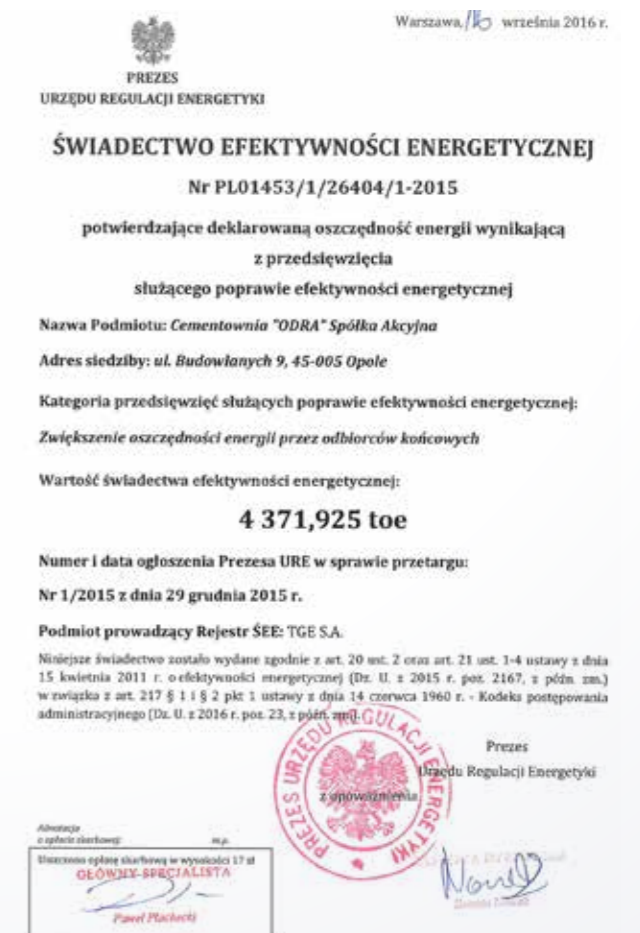 Warszawa, 16 września 2016 r.
PREZES
URZĘDU REGULACJI ENERGETYKI
ŚWIADECTWO EFEKTYWNOŚCI ENERGETYCZNEJ
Nr PL01453/1/26404/1-2015
potwierdzające deklarowaną oszczędność energii wynikającą
z przedsięwzięcia
służącego poprawie efektywności energetycznej
Nazwa Podmiotu: Cementownia "ODRA" Spółka Akcyjna
Adres siedziby: ul. Budowlanych 9, 45-005 Opole
Kategoria przedsięwzięć służących poprawie efektywności energetycznej:
Zwiększenie oszczędności energii przez odbiorców końcowych
Wartość świadectwa efektywności energetycznej:
4 371,925 toe
Numer i data ogłoszenia Prezesa URE w sprawie przetargu:
Nr 1/2015 z dnia 29 grudnia 2015 r.
Podmiot prowadzący Rejestr ŚEE: TGE S.A.
Niniejsze świadectwo zostało wydane zgodnie z art. 20 ust. 2 oraz art. 21 ust. 1-4 ustawy z dnia
15 kwietnia 2011 r. o efektywności energetycznej (Dz. U. z 2015 r. poz. 2167, z późn. zm.)
w związka z art. 217 § 1 i § 2 pkt 1 ustawy z dnia 14 czerwca 1960 r. - Kodeks postępowania
administracyjnego (Dz. U. z 2016 r. poz. 23, z późn. zm).
PREZES URZĘDU REGULACJI ENERGETYKI
Prezes
Urzędu Regulacji Energetyki
z upoważnienia
Adnotacja
o opłacie skarbowej: m.p.
Uiszczono opłatę skarbową w wysokości 17 zł
GŁÓWNY SPECJALISTA
Paweł Płachecki